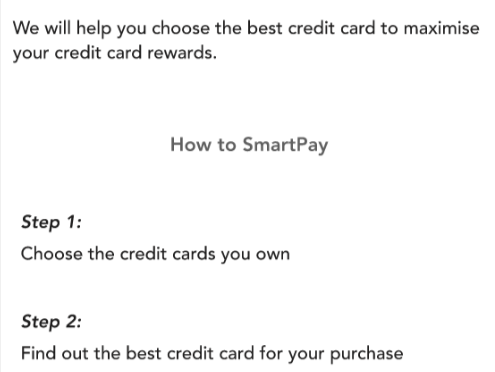 We will help you choose the best credit card to maximise
your credit card rewards.
How to SmartPay
Step 1:
Choose the credit cards you own
Step 2:
Find out the best credit card for your purchase